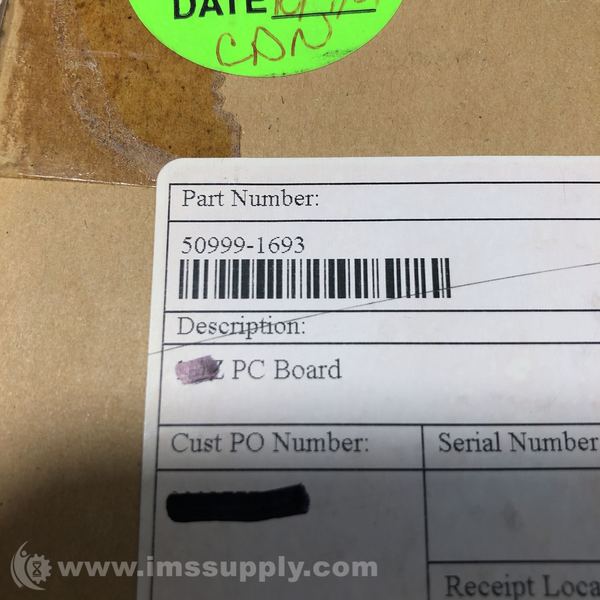 DATE
CDN
Part Number:
50999-1693
Description:
PC Board
Cust PO Number:
Serial Number
Receipt Loca
www.imssupply.com